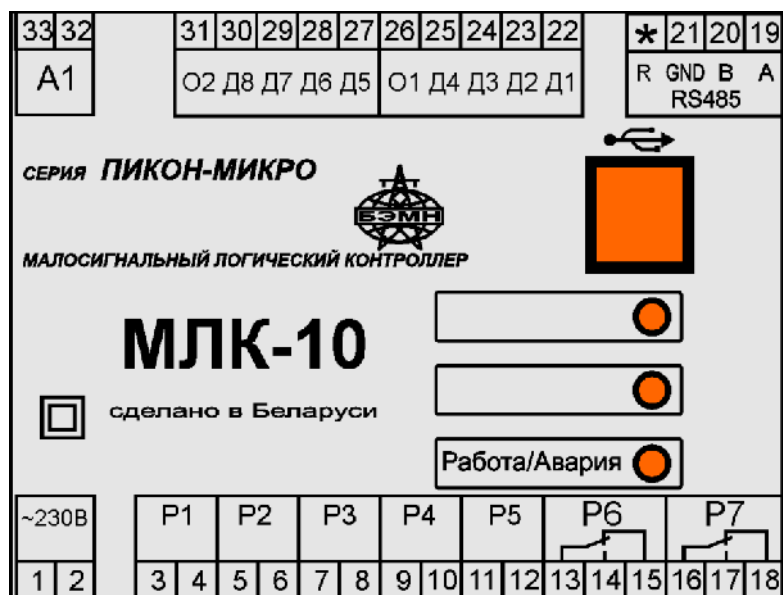 33 32 31 30 29 28 27 26 25 24 23 22 * 21 20 19
А1 О2 Д8 Д7 Д6 Д5 О1 Д4 Д3 Д2 Д1 R GND B A
RS485
СЕРИЯ ПИКОН-МИКРО
БЭМН
МАЛОСИГНАЛЬНЫЙ ЛОГИЧЕСКИЙ КОНТРОЛЛЕР
МЛК-10
сделано в Беларуси
Работа/Авария
~230В Р1 Р2 Р3 Р4 Р5 Р6 Р7
1 2 3 4 5 6 7 8 9 10 11 12 13 14 15 16 17 18